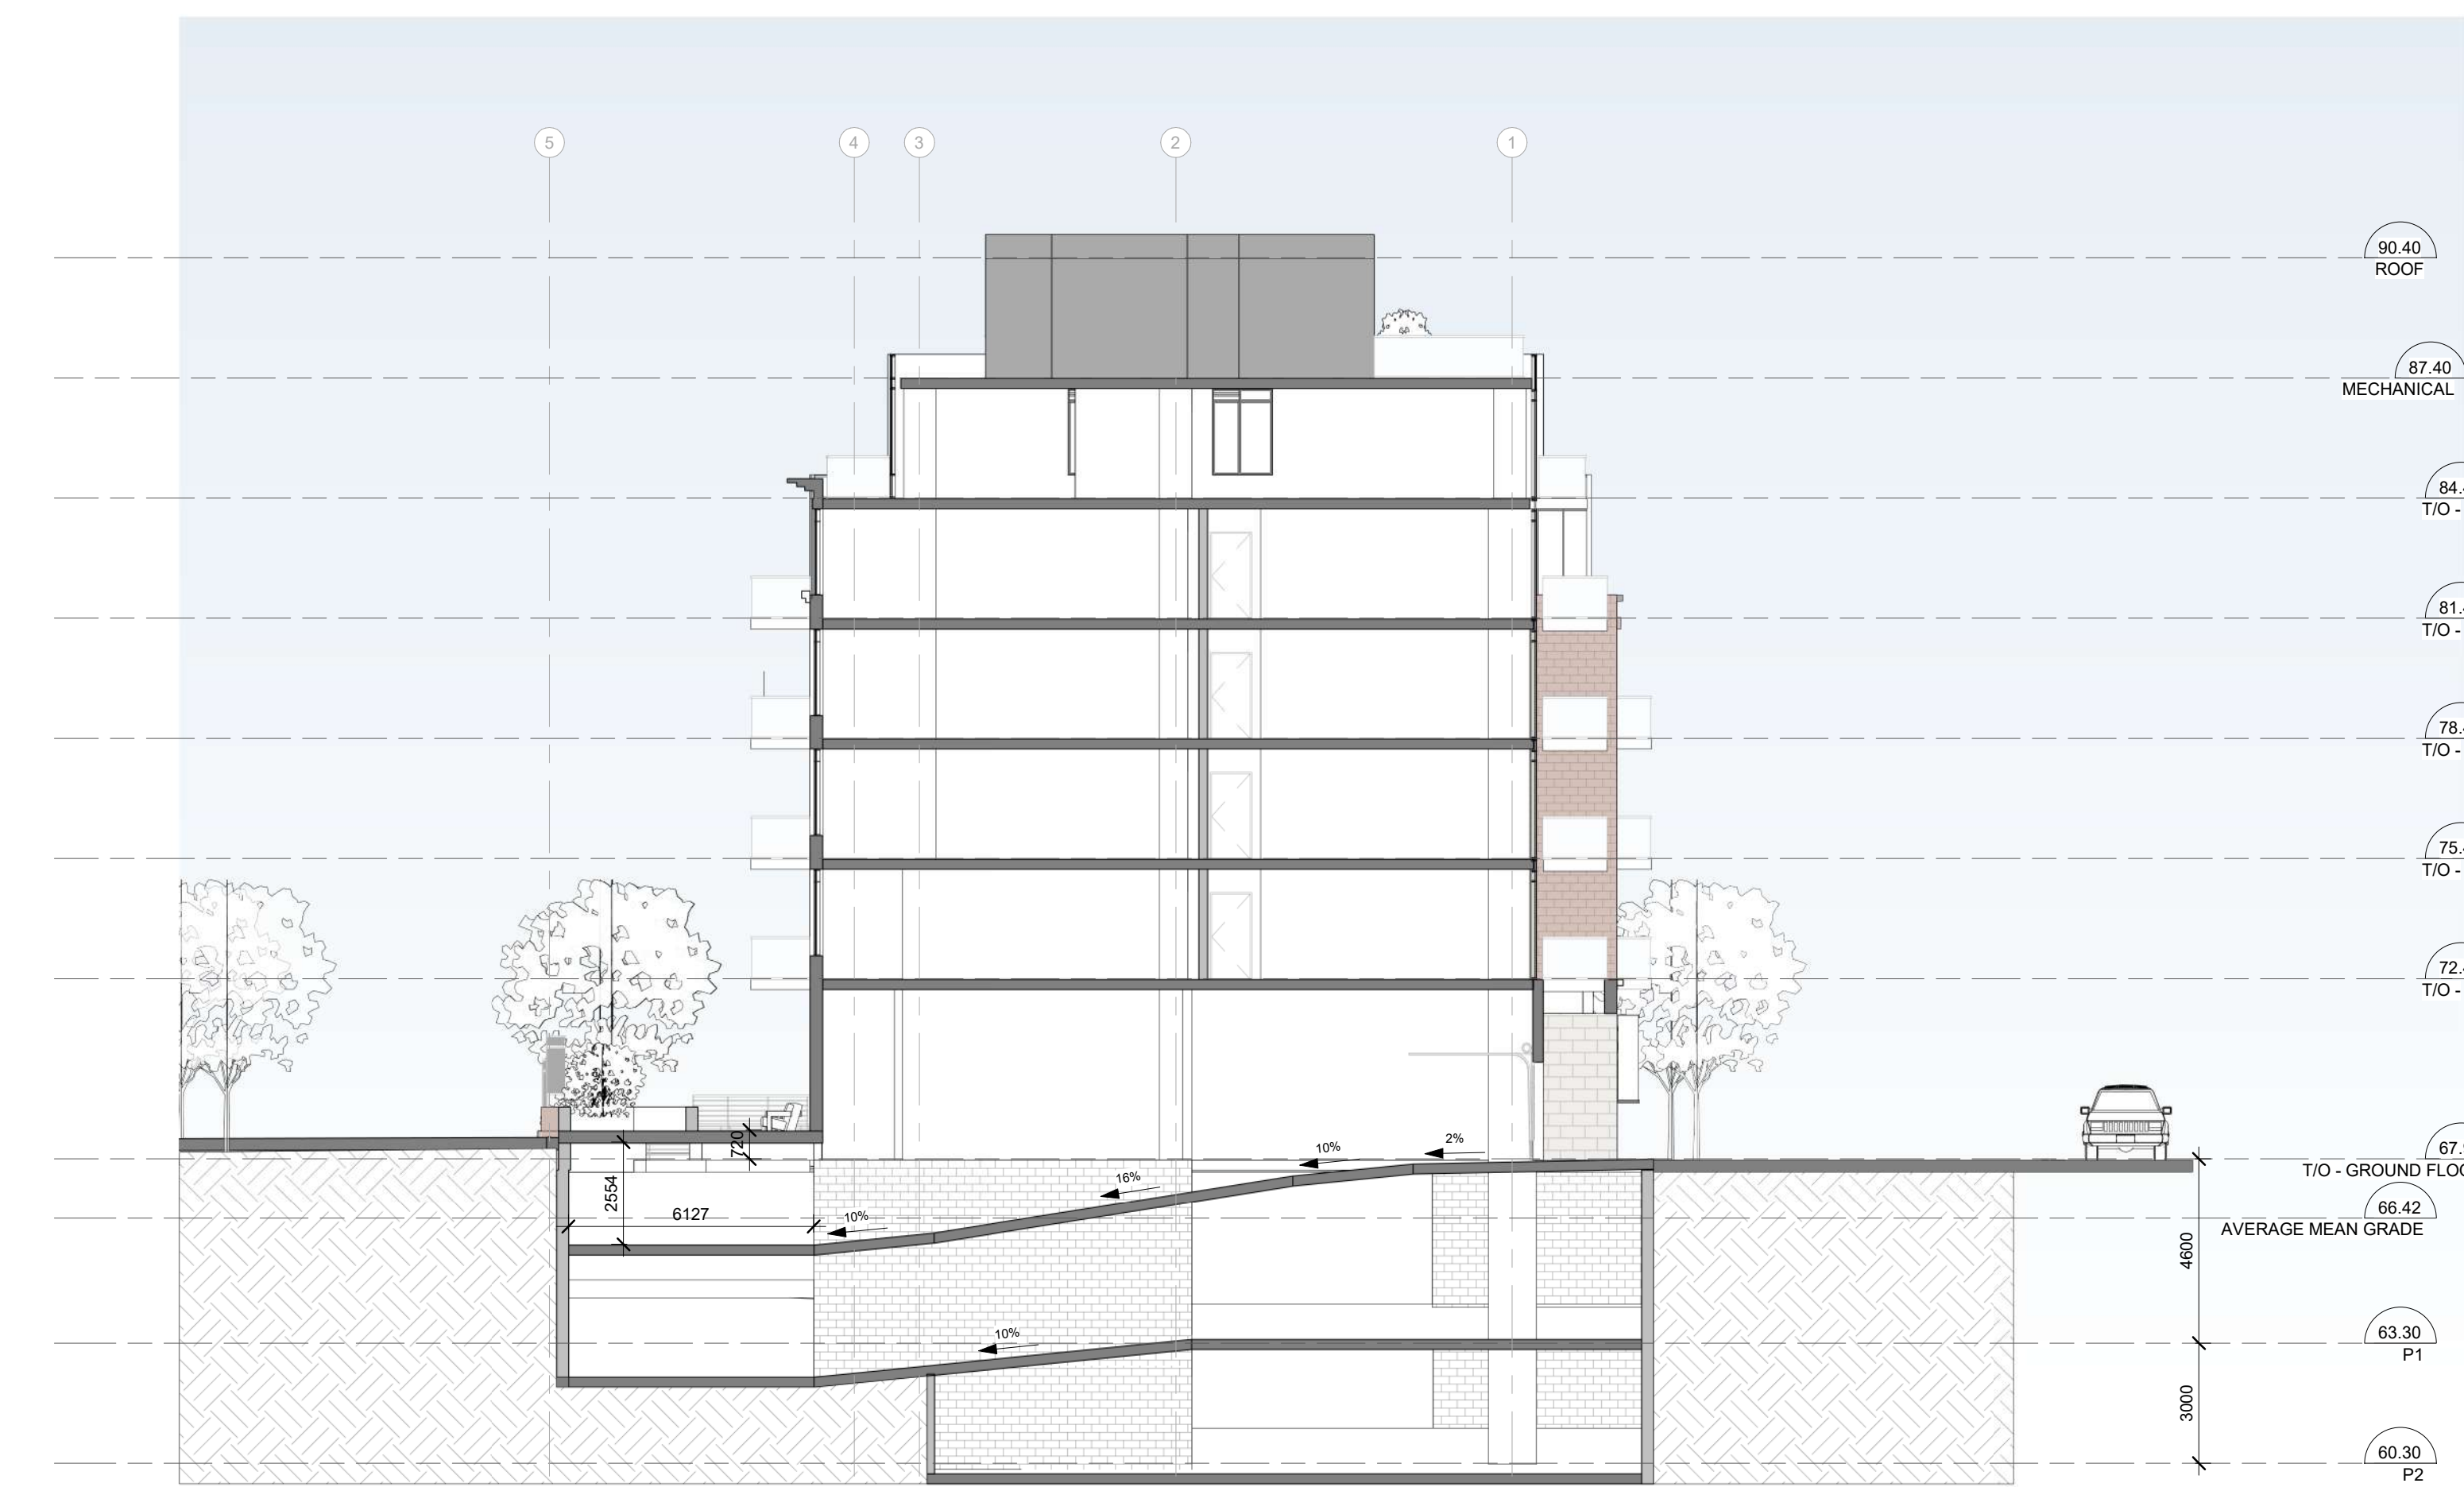 5
4
3
2
1
90.40
ROOF
87.40
MECHANICAL
84.
T/O -
81.
T/O -
78.
T/O -
75.
T/O -
72.
T/O -
67.
T/O - GROUND FLOO
66.42
AVERAGE MEAN GRADE
63.30
P1
60.30
P2
720
2554
6127
10%
16%
10%
2%
10%
4600
3000